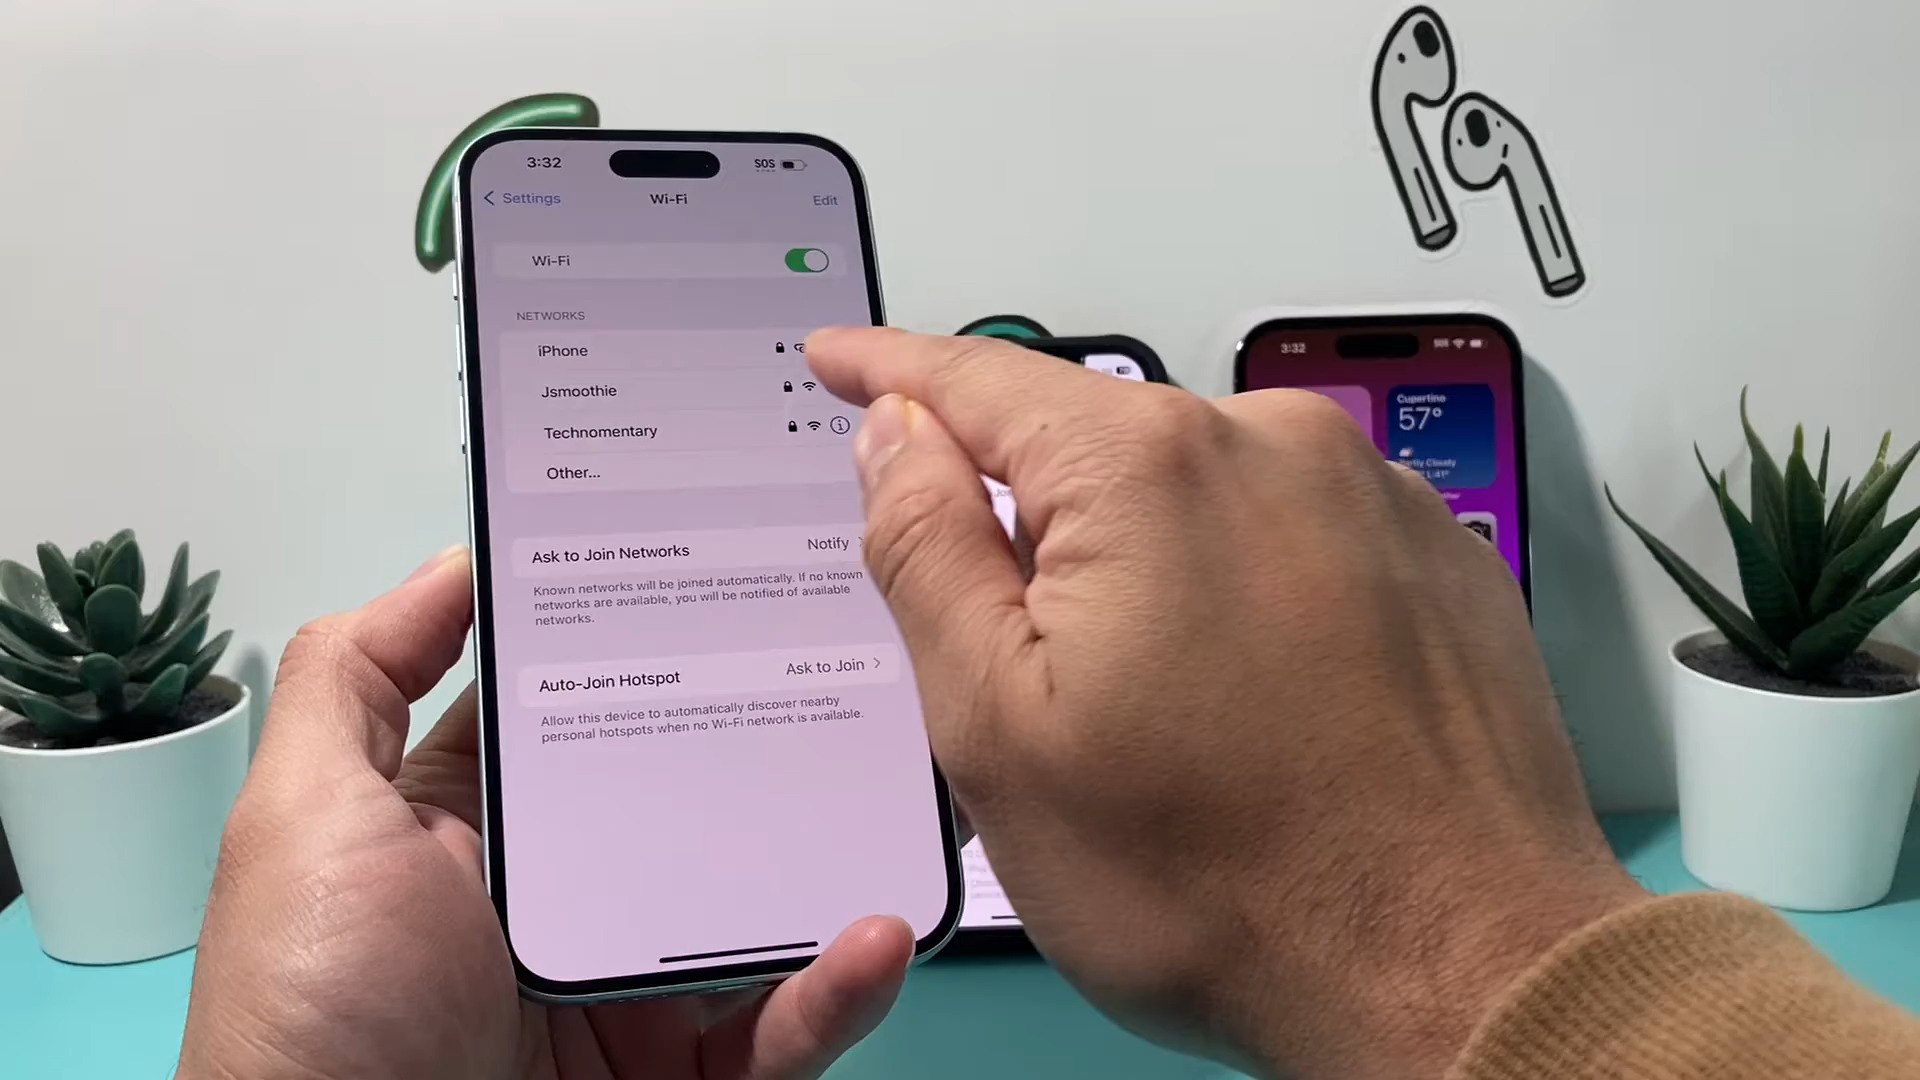 3:32
SOS
Settings
Wi-Fi
Edit
Wi-Fi
NETWORKS
iPhone
Jsmoothie
Technomentary
Other...
Ask to Join Networks
Notify
Known networks will be joined automatically. If no known
networks are available, you will be notified of available
networks.
Auto-Join Hotspot
Ask to Join
Allow this device to automatically discover nearby
personal hotspots when no Wi-Fi network is available.
3:32
SOS
Cupertino
57°
Partly Cloudy